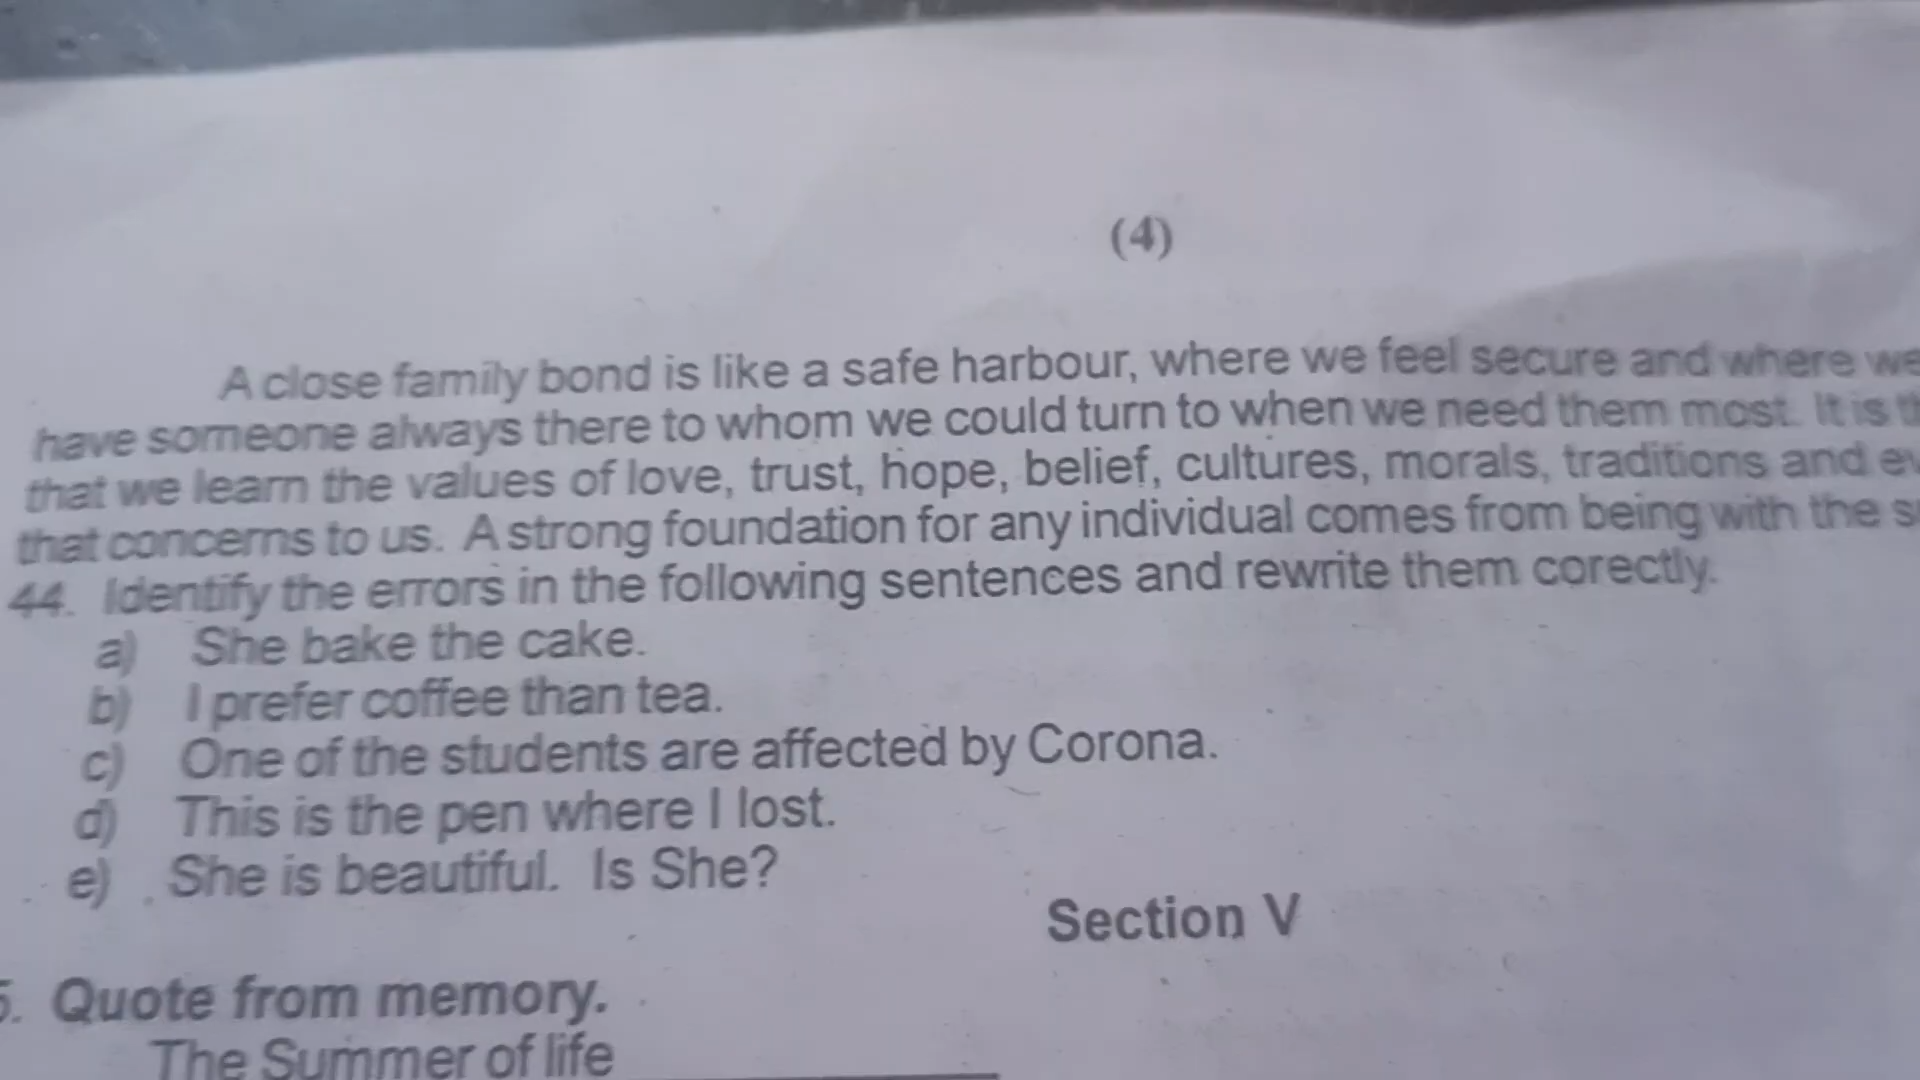 (4)
A close family bond is like a safe harbour, where we feel secure and where we
have someone always there to whom we could turn to when we need them most. It is
that we learn the values of love, trust, hope, belief, cultures, morals, traditions and
that concerns to us. A strong foundation for any individual comes from being with the
44. Identify the errors in the following sentences and rewrite them corectly.
a) She bake the cake.
b) I prefer coffee than tea.
c) One of the students are affected by Corona.
d) This is the pen where I lost.
e) She is beautiful. Is She?
Section V
5. Quote from memory.
The Summer of life